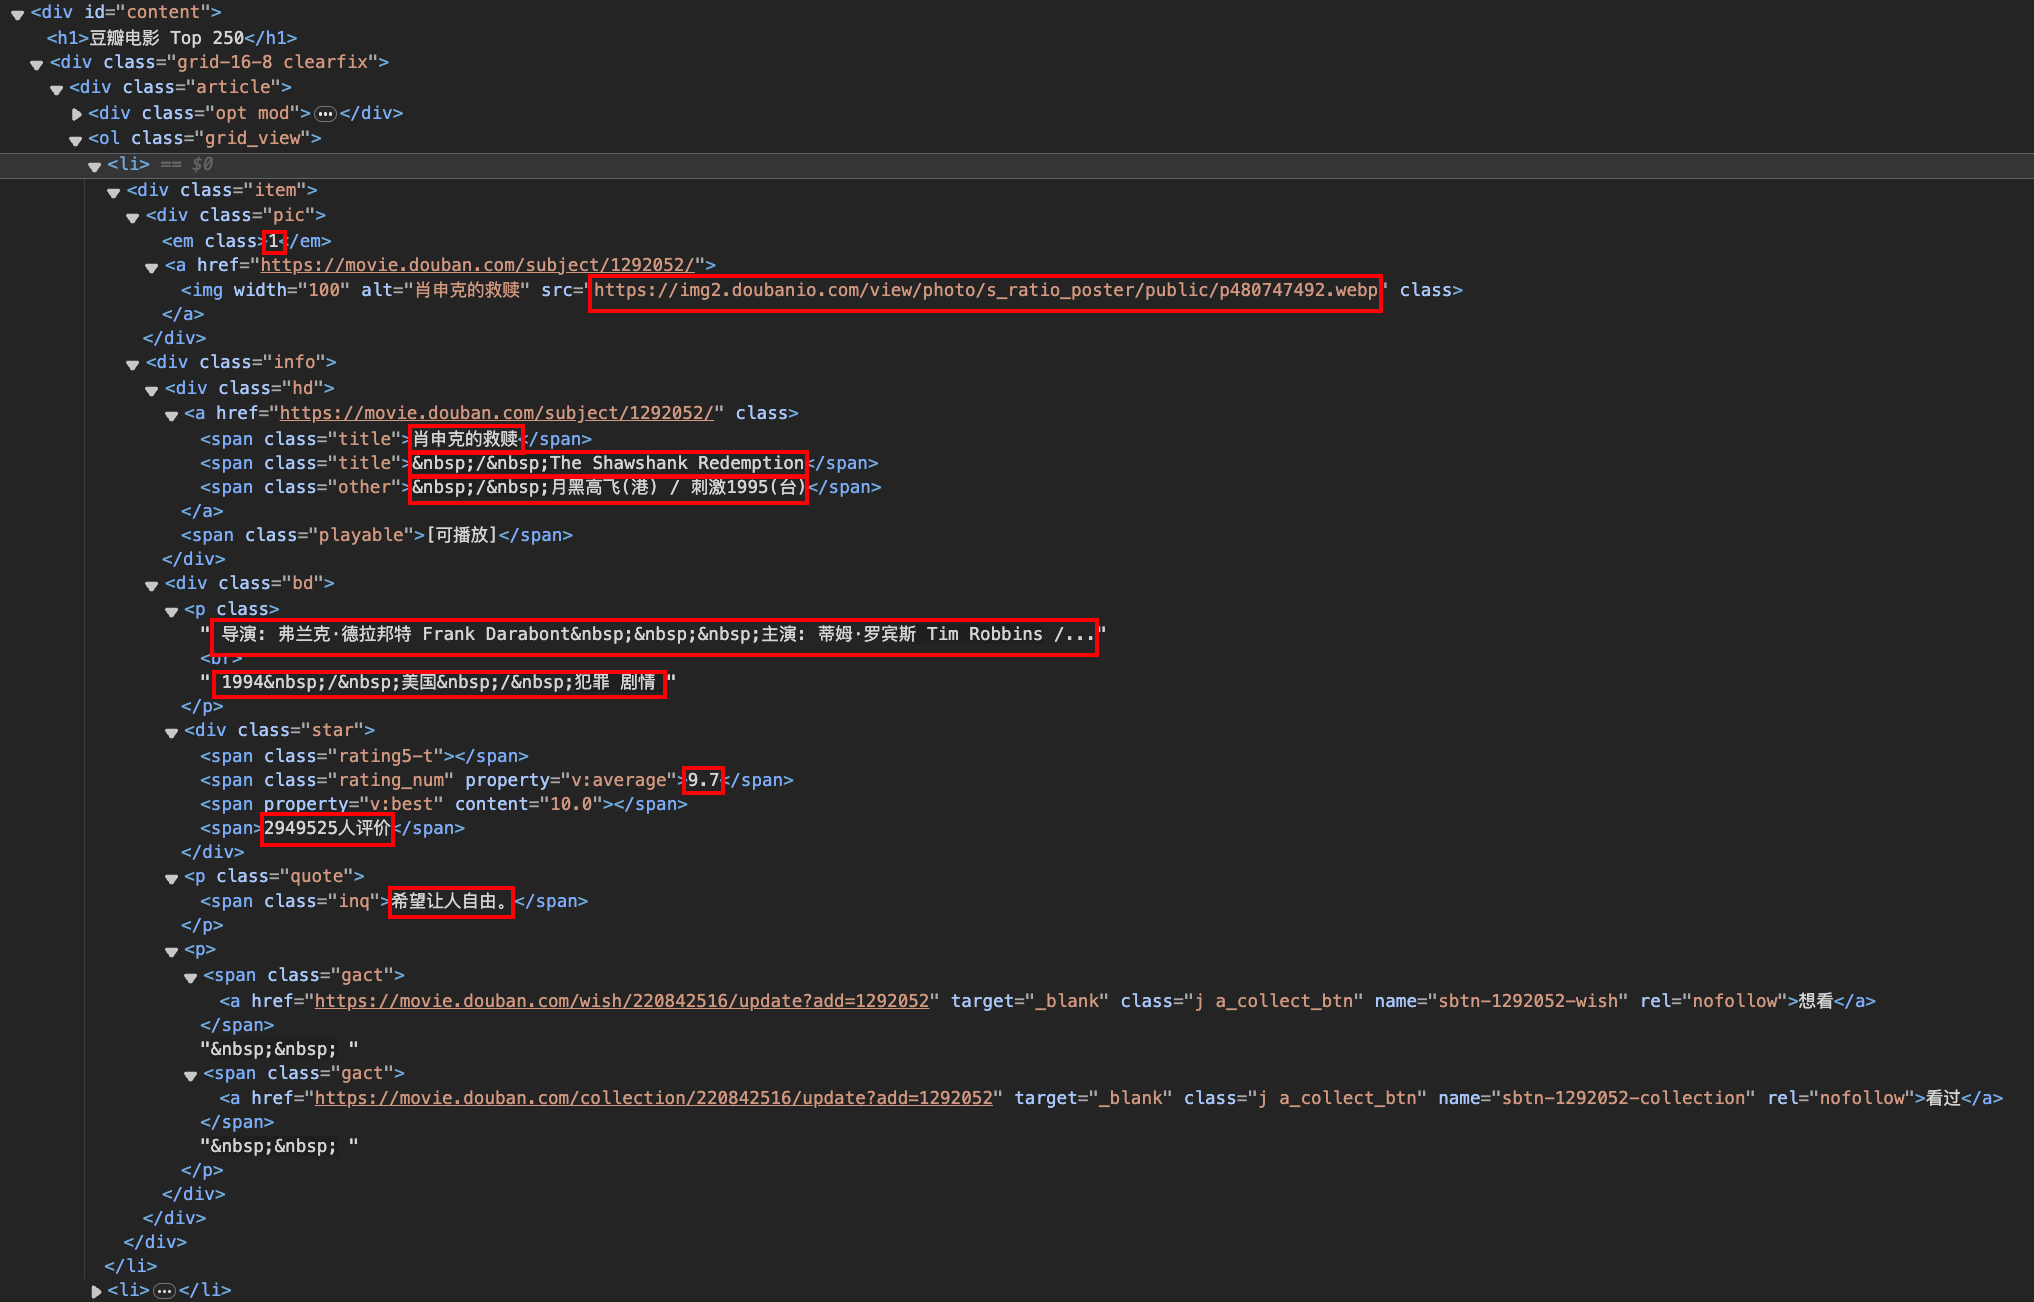 <div id="content">
<h1>豆瓣电影 Top 250</h1>
<div class="grid-16-8 clearfix">
<div class="article">
<div class="opt mod">…</div>
<ol class="grid_view">
<li> == $0
<div class="item">
<div class="pic">
<em class>1</em>
<a href="https://movie.douban.com/subject/1292052/">
<img width="100" alt="肖申克的救赎" src="https://img2.doubanio.com/view/photo/s_ratio_poster/public/p480747492.webp" class>
</a>
</div>
<div class="info">
<div class="hd">
<a href="https://movie.douban.com/subject/1292052/" class>
<span class="title">肖申克的救赎</span>
<span class="title">&nbsp;/&nbsp;The Shawshank Redemption</span>
<span class="other">&nbsp;/&nbsp;月黑高飞(港) / 刺激1995(台)</span>
</a>
<span class="playable">[可播放]</span>
</div>
<div class="bd">
<p class>
" 导演: 弗兰克·德拉邦特 Frank Darabont&nbsp;&nbsp;&nbsp;主演: 蒂姆·罗宾斯 Tim Robbins /..."
<br>
" 1994&nbsp;/&nbsp;美国&nbsp;/&nbsp;犯罪 剧情 "
</p>
<div class="star">
<span class="rating5-t"></span>
<span class="rating_num" property="v:average">9.7</span>
<span property="v:best" content="10.0"></span>
<span>2949525人评价</span>
</div>
<p class="quote">
<span class="inq">希望让人自由。</span>
</p>
<p>
<span class="gact">
<a href="https://movie.douban.com/wish/220842516/update?add=1292052" target="_blank" class="j a_collect_btn" name="sbtn-1292052-wish" rel="nofollow">想看</a>
</span>
"&nbsp;&nbsp; "
<span class="gact">
<a href="https://movie.douban.com/collection/220842516/update?add=1292052" target="_blank" class="j a_collect_btn" name="sbtn-1292052-collection" rel="nofollow">看过</a>
</span>
"&nbsp;&nbsp; "
</p>
</div>
</div>
</div>
</li>
<li>…</li>